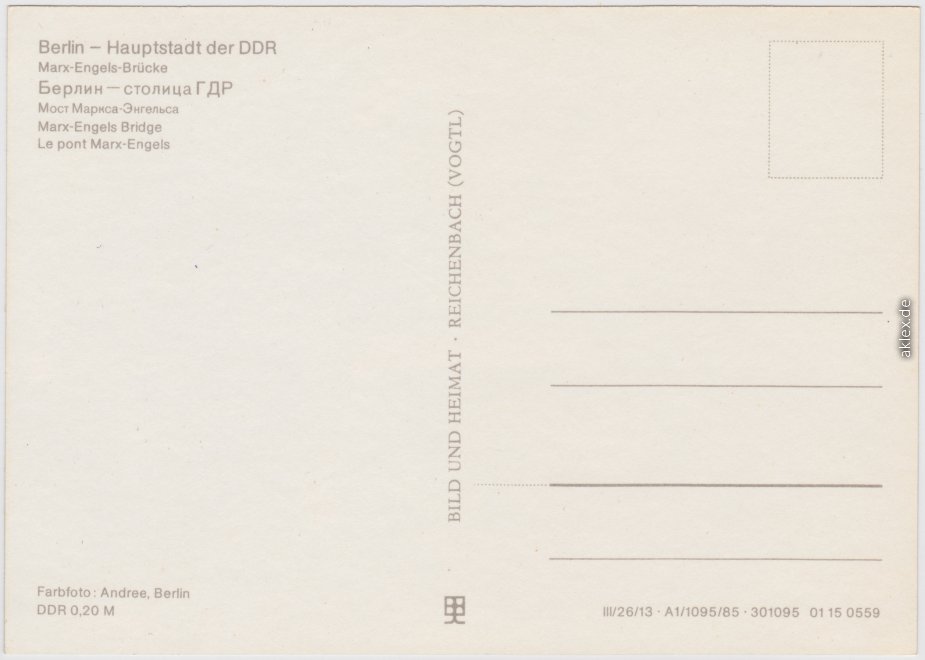 Berlin – Hauptstadt der DDR
Marx-Engels-Brücke
Берлин — столица ГДР
Мост Маркса-Энгельса
Marx-Engels Bridge
Le pont Marx-Engels
BILD UND HEIMAT · REICHENBACH (VOGTL)
Farbfoto: Andree, Berlin
DDR 0,20 M
III/26/13 · A1/1095/85 · 301095 01 15 0559
aklex.de